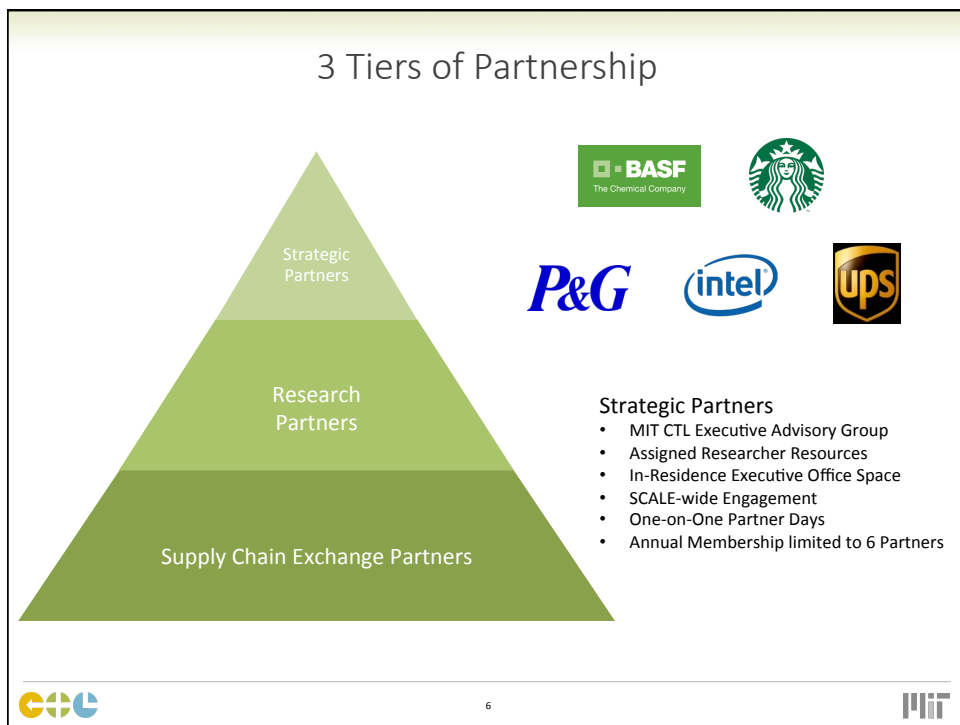 3 Tiers of Partnership
Strategic
Partners
Research
Partners
Supply Chain Exchange Partners
BASF
The Chemical Company
P&G
intel
ups
Strategic Partners
• MIT CTL Executive Advisory Group
• Assigned Researcher Resources
• In-Residence Executive Office Space
• SCALE-wide Engagement
• One-on-One Partner Days
• Annual Membership limited to 6 Partners
CTL
6
MIT